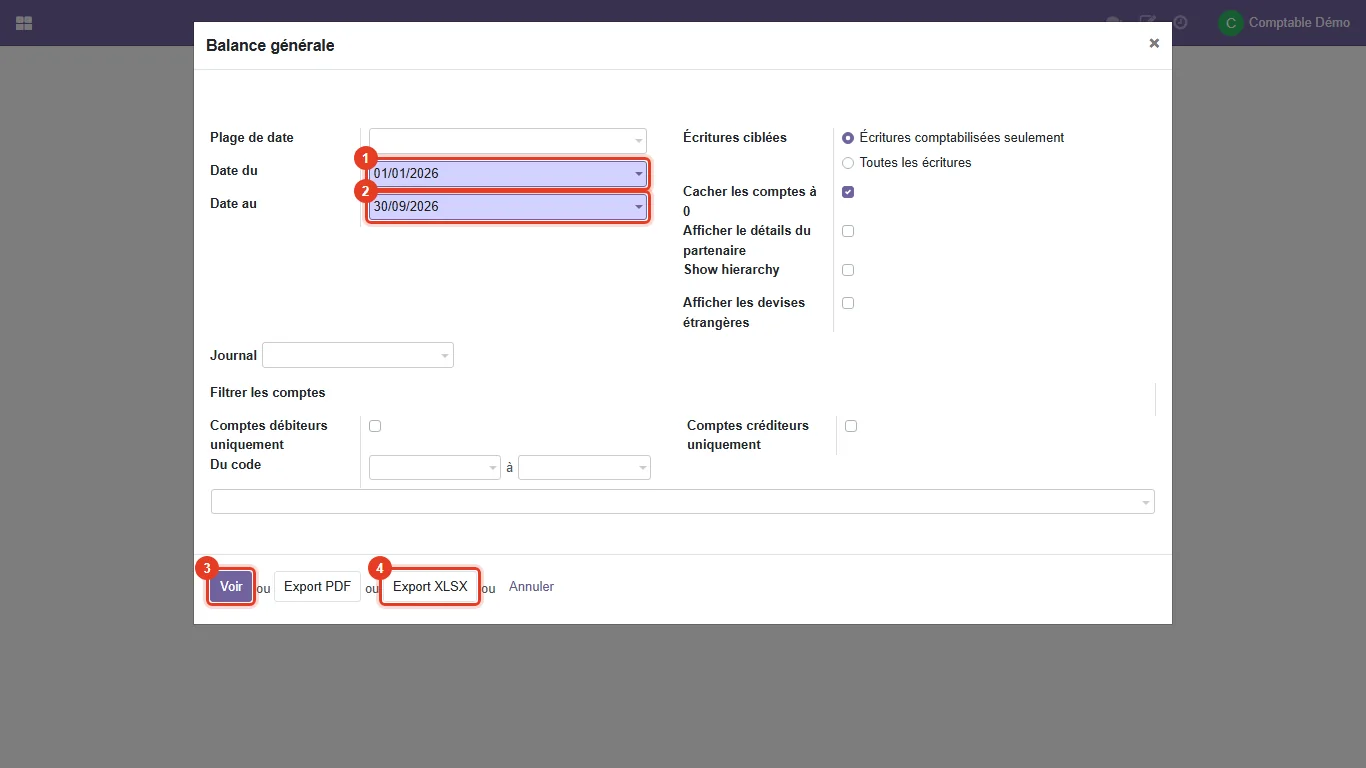 C Comptable Démo
Balance générale ×
Plage de date
Écritures ciblées
Écritures comptabilisées seulement
1
Date du
01/01/2026
Toutes les écritures
2
Date au
30/09/2026
Cacher les comptes à
0
Afficher le détails du
partenaire
Show hierarchy
Afficher les devises
étrangères
Journal
Filtrer les comptes
Comptes débiteurs
uniquement
Comptes créditeurs
uniquement
Du code
à
3
4
Voir ou Export PDF ou Export XLSX ou Annuler